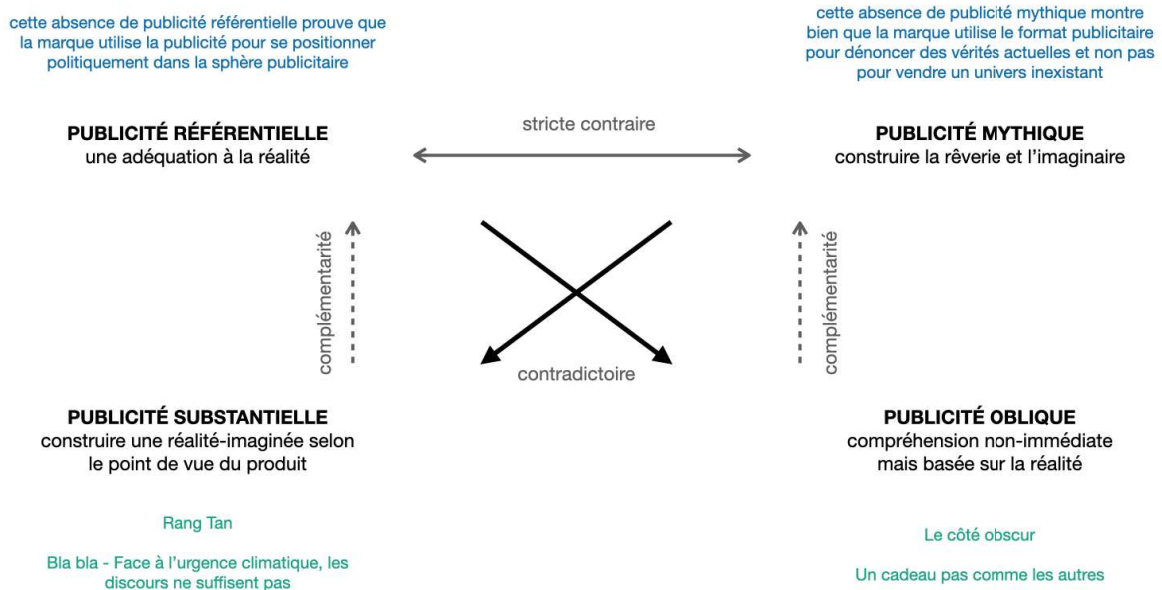 cette absence de publicité référentielle prouve que
la marque utilise la publicité pour se positionner
politiquement dans la sphère publicitaire
cette absence de publicité mythique montre
bien que la marque utilise le format publicitaire
pour dénoncer des vérités actuelles et non pas
pour vendre un univers inexistant
PUBLICITÉ RÉFÉRENTIELLE
une adéquation à la réalité
stricte contraire
PUBLICITÉ MYTHIQUE
construire la rêverie et l'imaginaire
complémentarité
contradictoire
complémentarité
PUBLICITÉ SUBSTANTIELLE
construire une réalité-imaginée selon
le point de vue du produit
PUBLICITÉ OBLIQUE
compréhension non-immédiate
mais basée sur la réalité
Rang Tan
Bla bla - Face à l'urgence climatique, les
discours ne suffisent pas
Le côté obscur
Un cadeau pas comme les autres